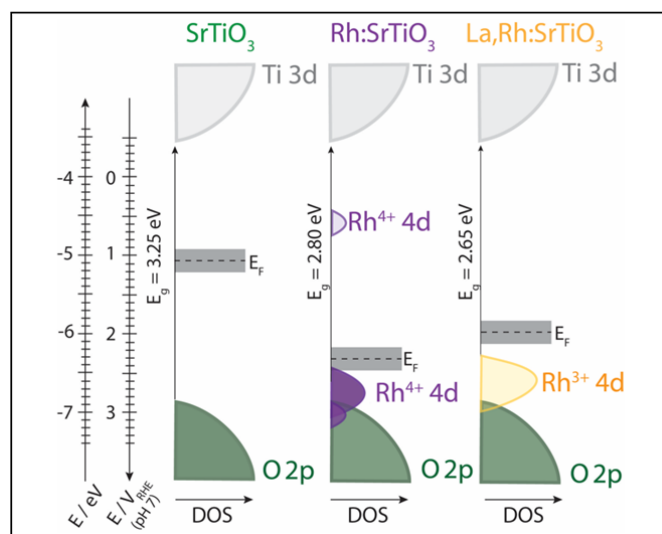 SrTiO3
Rh:SrTiO3
La,Rh:SrTiO3
Ti 3d
Ti 3d
Ti 3d
-4
-5
-6
-7
0
1
2
3
E / eV
E / VRHE
(pH 7)
Eg = 3.25 eV
EF
O 2p
DOS
Eg = 2.80 eV
Rh4+ 4d
EF
Rh4+ 4d
O 2p
DOS
Eg = 2.65 eV
EF
Rh3+ 4d
O 2p
DOS